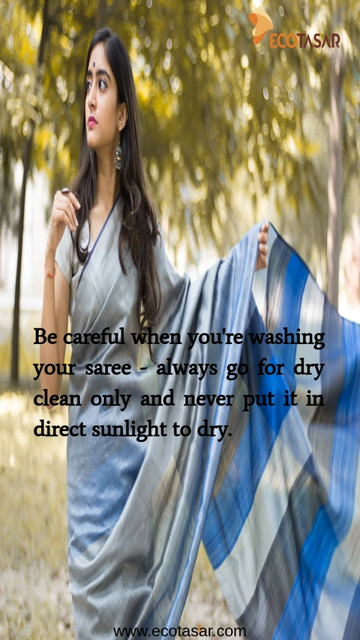 ECOTASAR
Be careful when you're washing
your saree - always go for dry
clean only and never put it in
direct sunlight to dry.
www.ecotasar.com